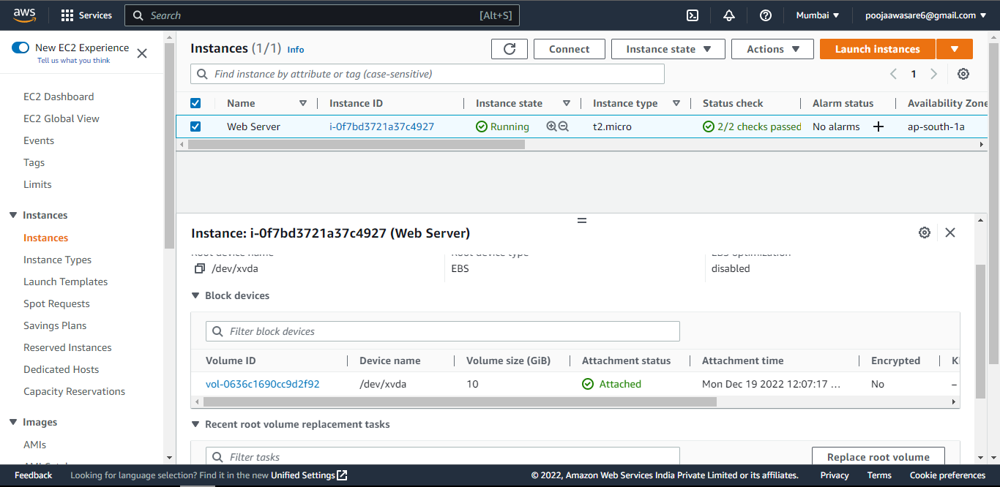 aws
Services
Search
[Alt+S]
Mumbai
poojaawasare6@gmail.com
New EC2 Experience
Tell us what you think
EC2 Dashboard
EC2 Global View
Events
Tags
Limits
Instances
Instances
Instance Types
Launch Templates
Spot Requests
Savings Plans
Reserved Instances
Dedicated Hosts
Capacity Reservations
Images
AMIs
Instances (1/1) Info
Connect
Instance state
Actions
Launch instances
Find instance by attribute or tag (case-sensitive)
1
Name Instance ID Instance state Instance type Status check Alarm status Availability Zone
Web Server i-0f7bd3721a37c4927 Running t2.micro 2/2 checks passed No alarms ap-south-1a
Instance: i-0f7bd3721a37c4927 (Web Server)
Root device name Root device type EBS optimization
/dev/xvda EBS disabled
Block devices
Filter block devices
Volume ID Device name Volume size (GiB) Attachment status Attachment time Encrypted
vol-0636c1690cc9d2f92 /dev/xvda 10 Attached Mon Dec 19 2022 12:07:17 ... No –
Recent root volume replacement tasks
Filter tasks
Replace root volume
Feedback Looking for language selection? Find it in the new Unified Settings © 2022, Amazon Web Services India Private Limited or its affiliates. Privacy Terms Cookie preferences